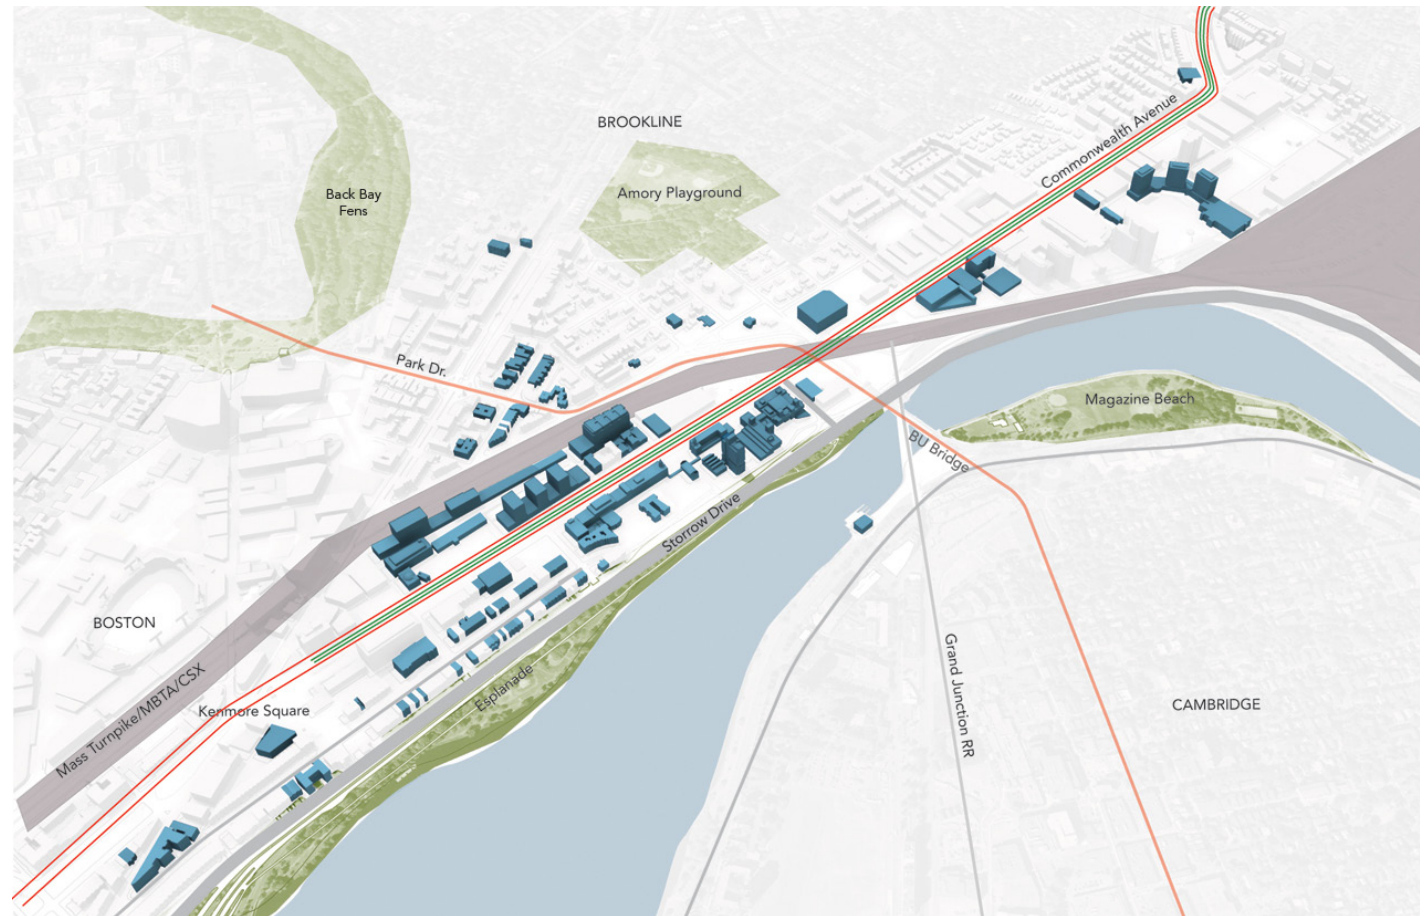 BROOKLINE
Commonwealth Avenue
Back Bay
Fens
Amory Playground
Park Dr.
Magazine Beach
BU Bridge
Storrow Drive
BOSTON
Mass Turnpike/MBTA/CSX
Kenmore Square
Esplanade
Grand Junction RR
CAMBRIDGE